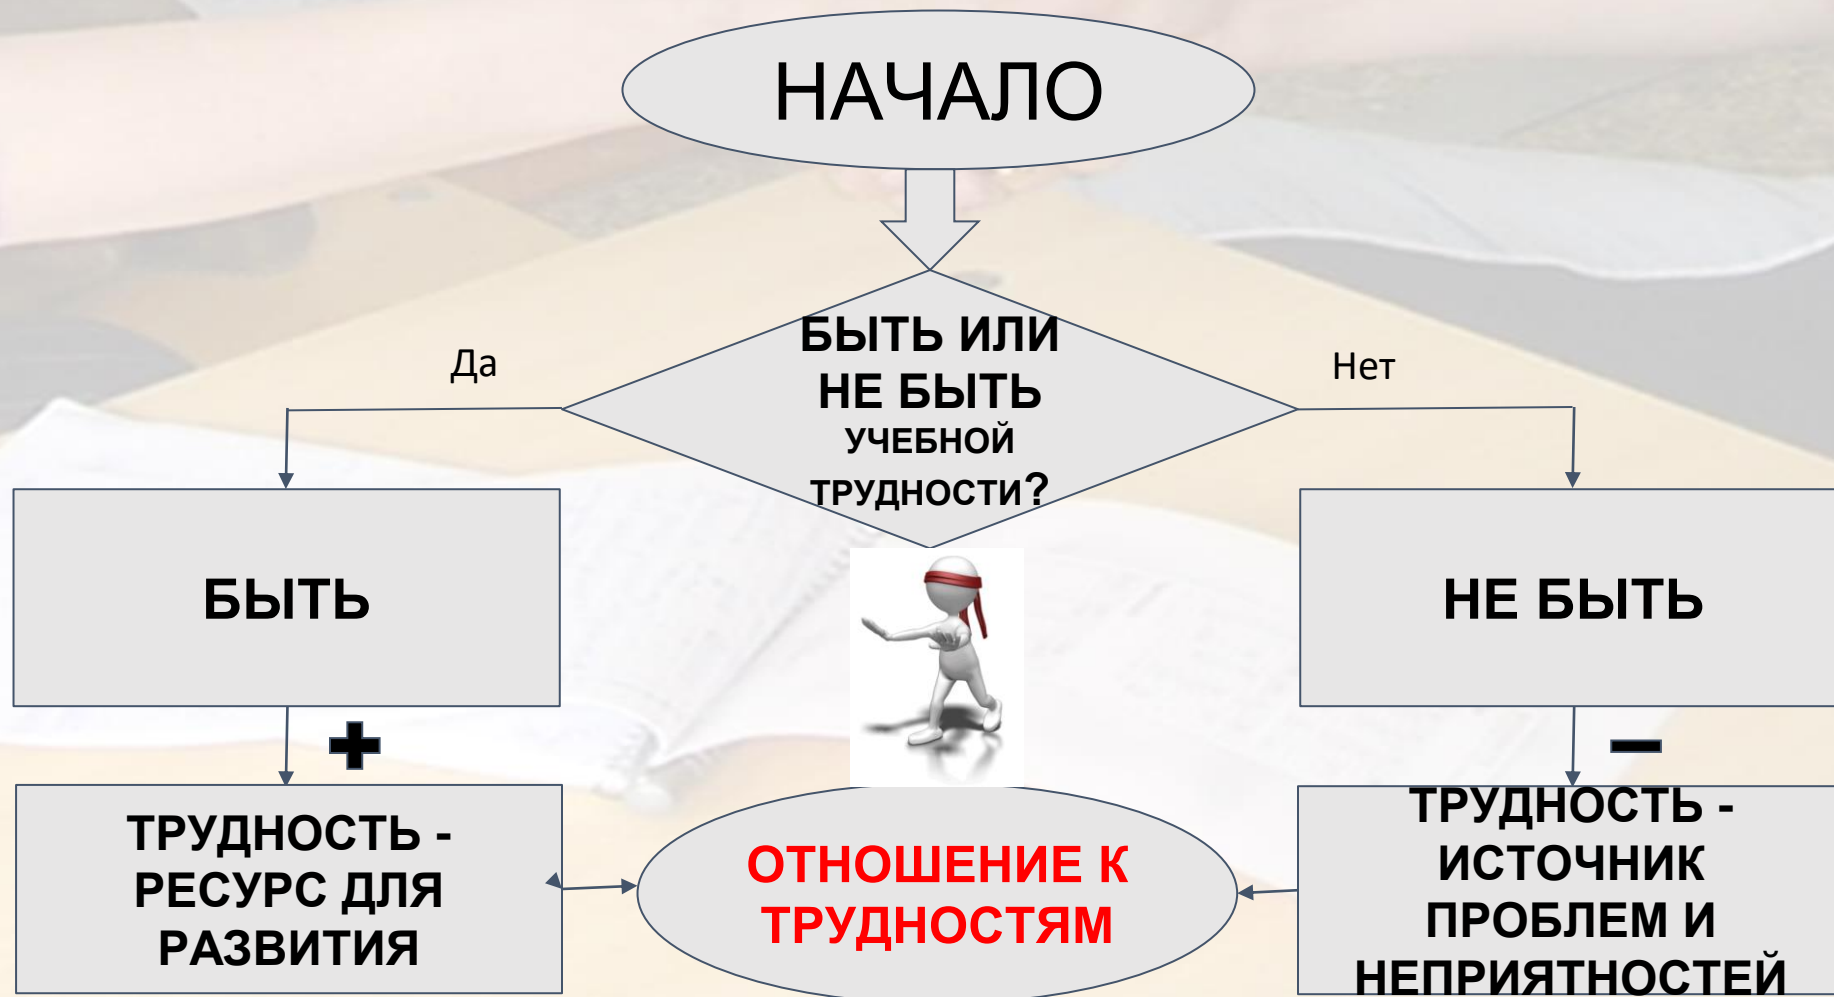 НАЧАЛО
БЫТЬ ИЛИ
НЕ БЫТЬ
УЧЕБНОЙ
ТРУДНОСТИ?
Да
Нет
БЫТЬ
НЕ БЫТЬ
ТРУДНОСТЬ -
РЕСУРС ДЛЯ
РАЗВИТИЯ
ОТНОШЕНИЕ К
ТРУДНОСТЯМ
ТРУДНОСТЬ -
ИСТОЧНИК
ПРОБЛЕМ И
НЕПРИЯТНОСТЕЙ